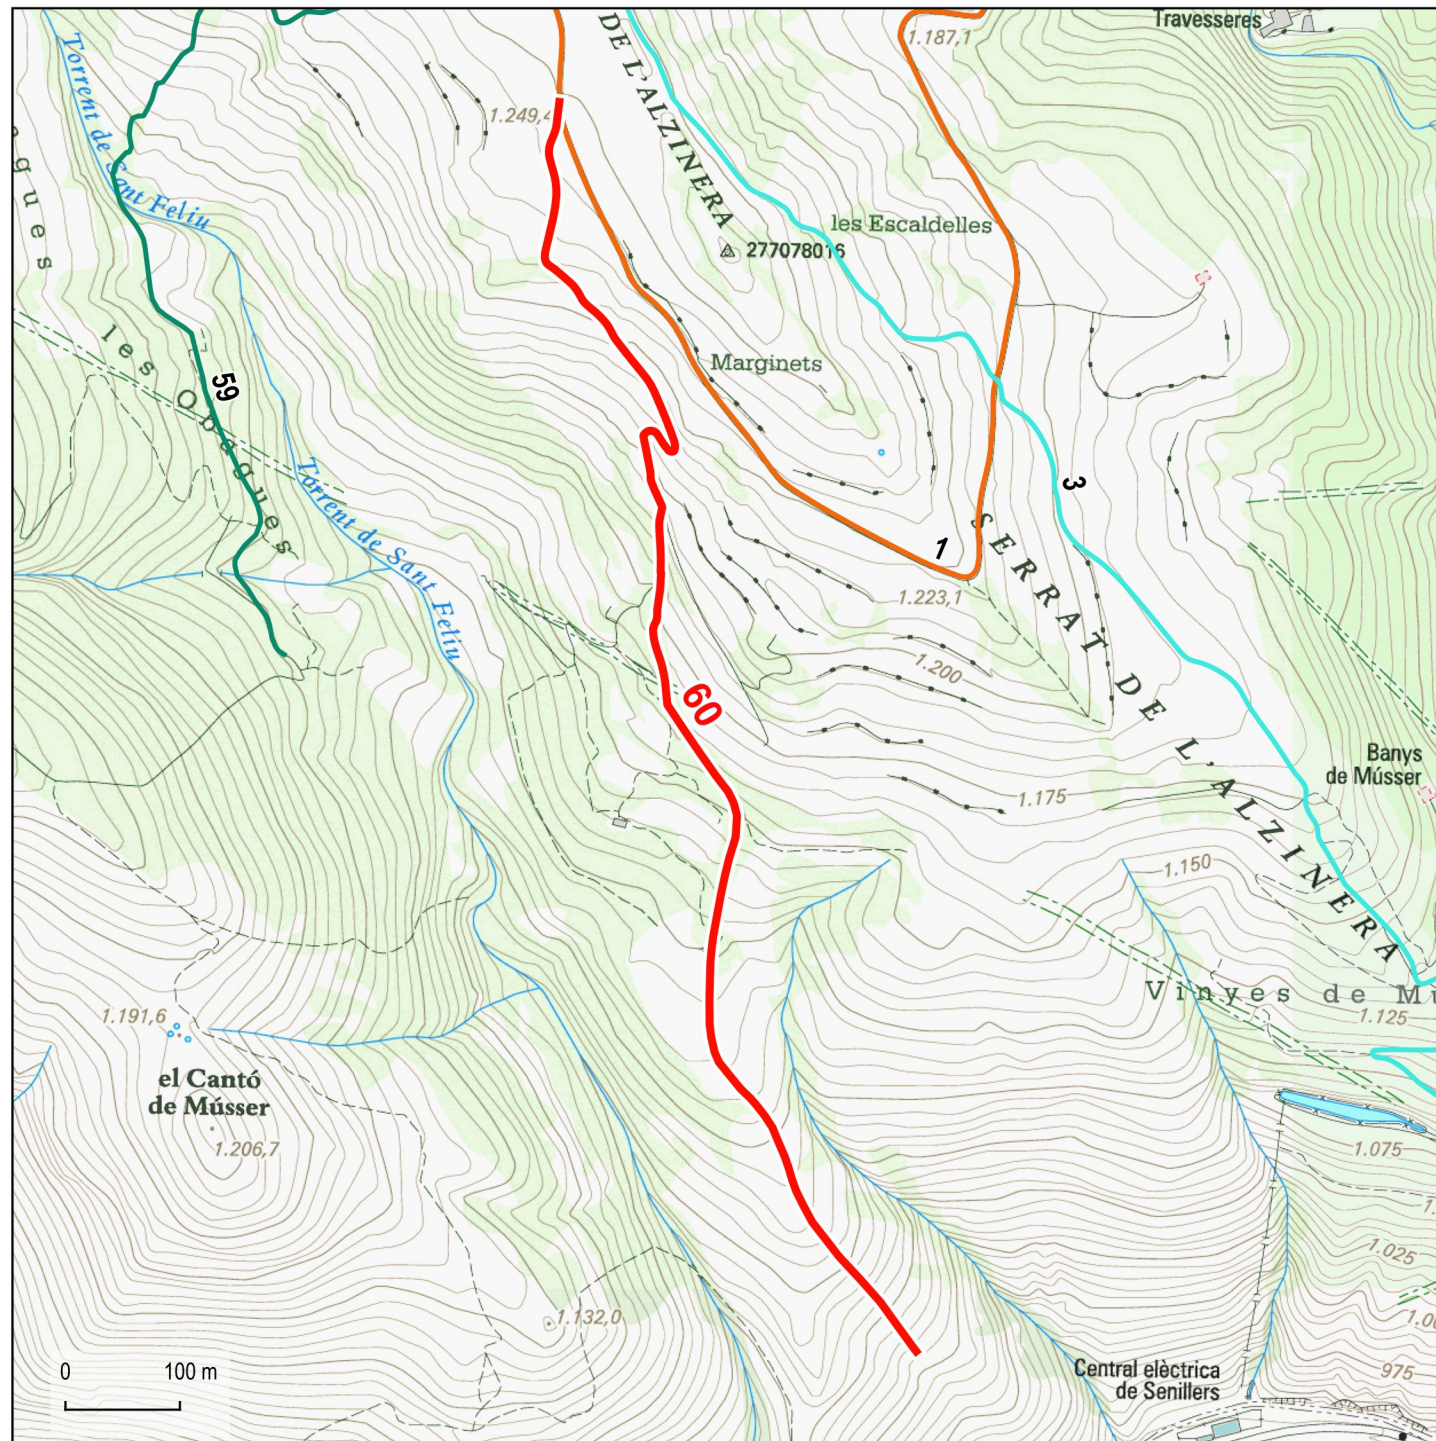 Travesseres
1.187,1
DE L'ALZINERA
Torrent de Sant Feliu
1.249,4
les Escaldelles
277078016
Marginets
les Obagues
59
3
Torrent de Sant Feliu
1
1.223,1
SERRAT DE L'ALZINERA
1.200
60
Banys
de Músser
1.175
1.150
Vinyes de
1.125
1.191,6
el Cantó
de Músser
1.206,7
1.075
1.025
1.132,0
0 100 m
Central elèctrica
de Senillers
975